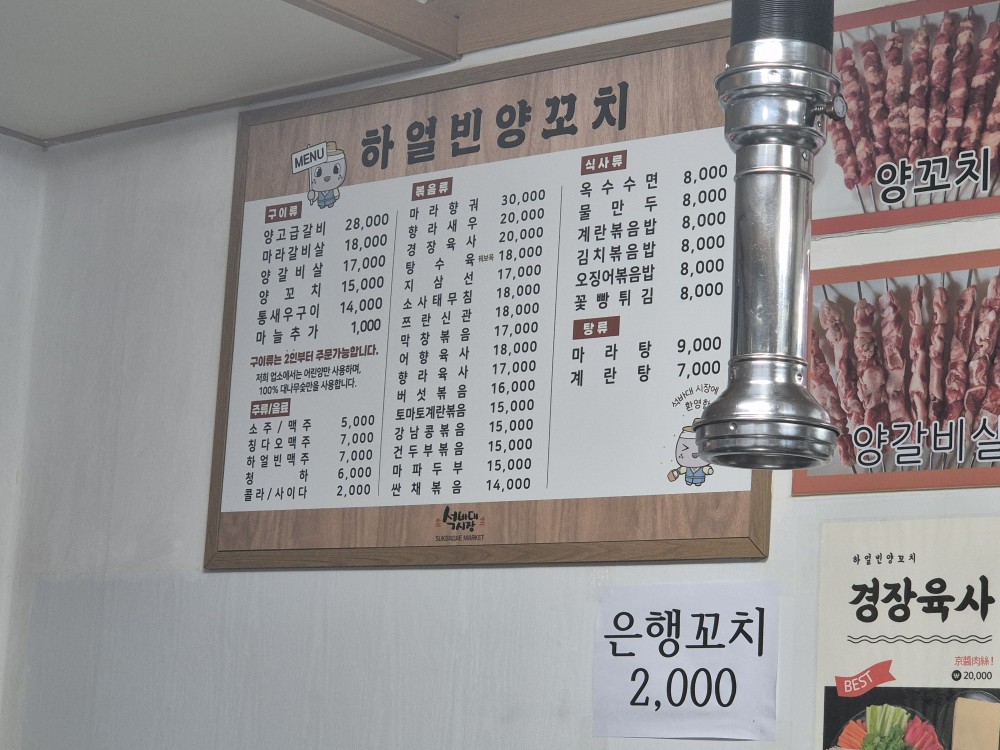 하얼빈양꼬치
MENU
구이류
양고급갈비 28,000
마라갈비살 18,000
양갈비살 17,000
양꼬치 15,000
통새우구이 14,000
마늘추가 1,000
구이류는 2인부터 주문가능합니다.
저희 업소에서는 어린양만 사용하며,
100% 대나무숯만을 사용합니다.
주류/음료
소주/맥주 5,000
칭다오맥주 7,000
하얼빈맥주 7,000
청하 6,000
콜라/사이다 2,000
볶음류
마라향궈 30,000
향라새우 20,000
경장육사 20,000
탕수육 꿔보육 18,000
지삼선 17,000
소사태무침 18,000
쯔란신관 18,000
막창볶음 17,000
어향육사 18,000
향라육사 17,000
버섯볶음 16,000
토마토계란볶음 15,000
강남콩볶음 15,000
건두부볶음 15,000
마파두부 15,000
싼채볶음 14,000
식사류
옥수수면 8,000
물만두 8,000
계란볶음밥 8,000
김치볶음밥 8,000
오징어볶음밥 8,000
꽃빵튀김 8,000
탕류
마라탕 9,000
계란탕 7,000
석바대 시장에
석바대
시장
SUKBADAE MARKET
양꼬치
양갈비살
은행꼬치
2,000
하얼빈양꼬치
경장육사
京醬肉絲!
₩ 20,000
BEST